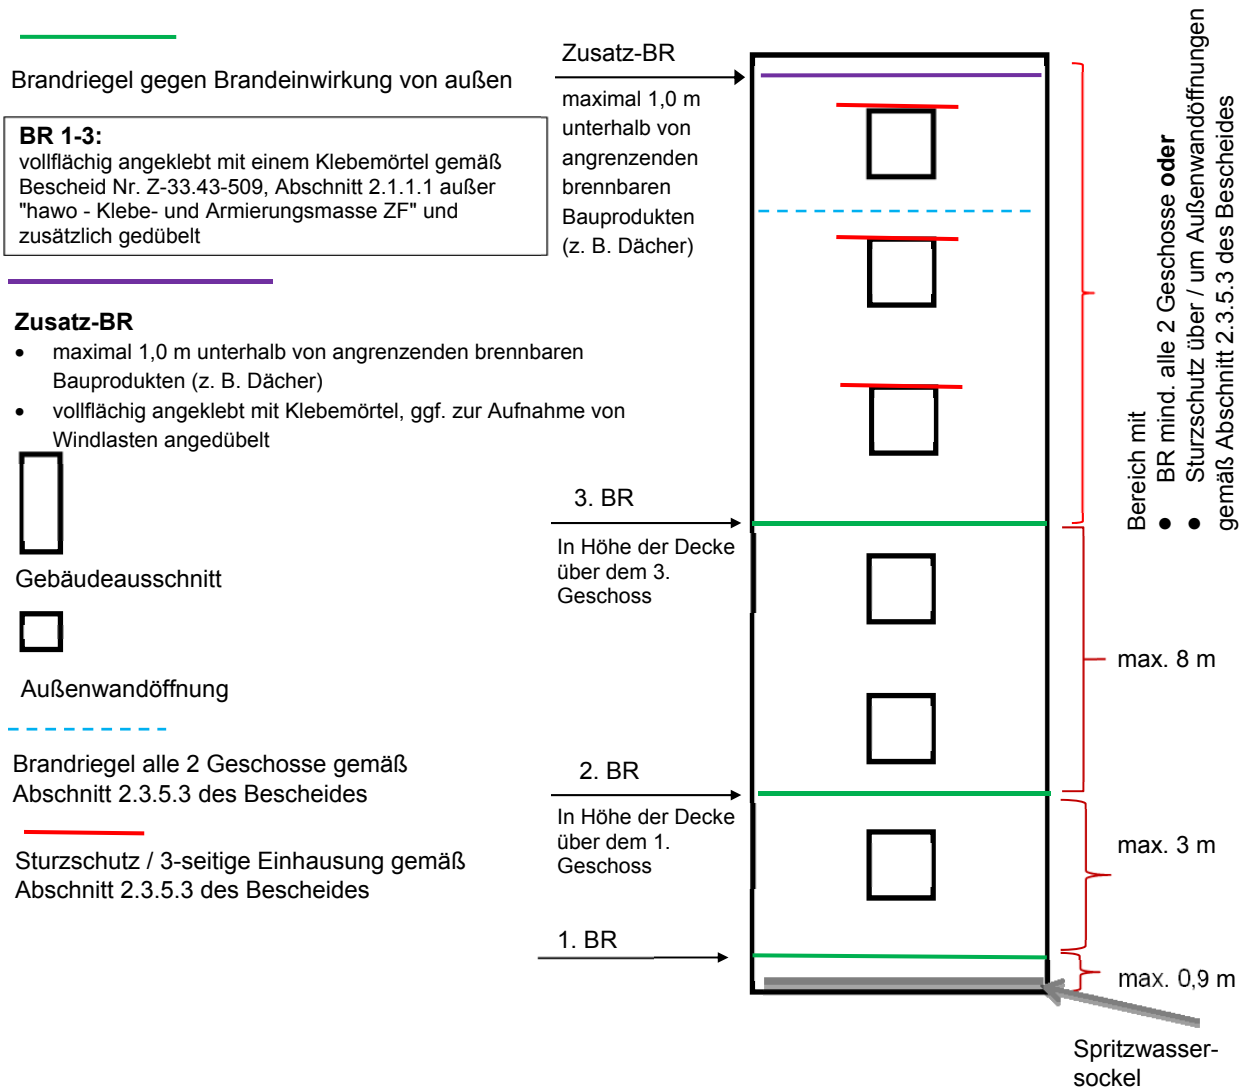 Brandriegel gegen Brandeinwirkung von außen
BR 1-3:
vollflächig angeklebt mit einem Klebemörtel gemäß
Bescheid Nr. Z-33.43-509, Abschnitt 2.1.1.1 außer
"hawo - Klebe- und Armierungsmasse ZF" und
zusätzlich gedübelt
Zusatz-BR
• maximal 1,0 m unterhalb von angrenzenden brennbaren
Bauprodukten (z. B. Dächer)
• vollflächig angeklebt mit Klebemörtel, ggf. zur Aufnahme von
Windlasten angedübelt
Gebäudeausschnitt
Außenwandöffnung
Brandriegel alle 2 Geschosse gemäß
Abschnitt 2.3.5.3 des Bescheides
Sturzschutz / 3-seitige Einhausung gemäß
Abschnitt 2.3.5.3 des Bescheides
Zusatz-BR
maximal 1,0 m
unterhalb von
angrenzenden
brennbaren
Bauprodukten
(z. B. Dächer)
3. BR
In Höhe der Decke
über dem 3.
Geschoss
2. BR
In Höhe der Decke
über dem 1.
Geschoss
1. BR
Bereich mit
• BR mind. alle 2 Geschosse oder
• Sturzschutz über / um Außenwandöffnungen
gemäß Abschnitt 2.3.5.3 des Bescheides
max. 8 m
max. 3 m
max. 0,9 m
Spritzwasser-
sockel